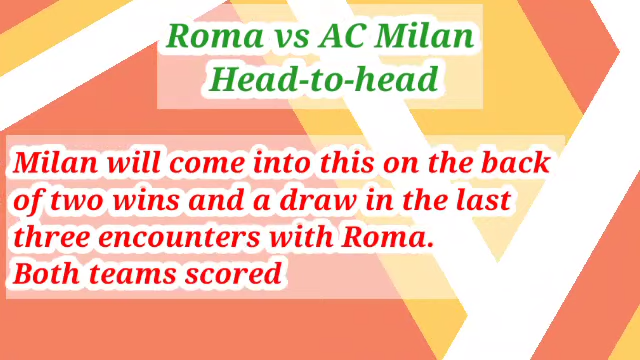 Roma vs AC Milan
Head-to-head
Milan will come into this on the back
of two wins and a draw in the last
three encounters with Roma.
Both teams scored